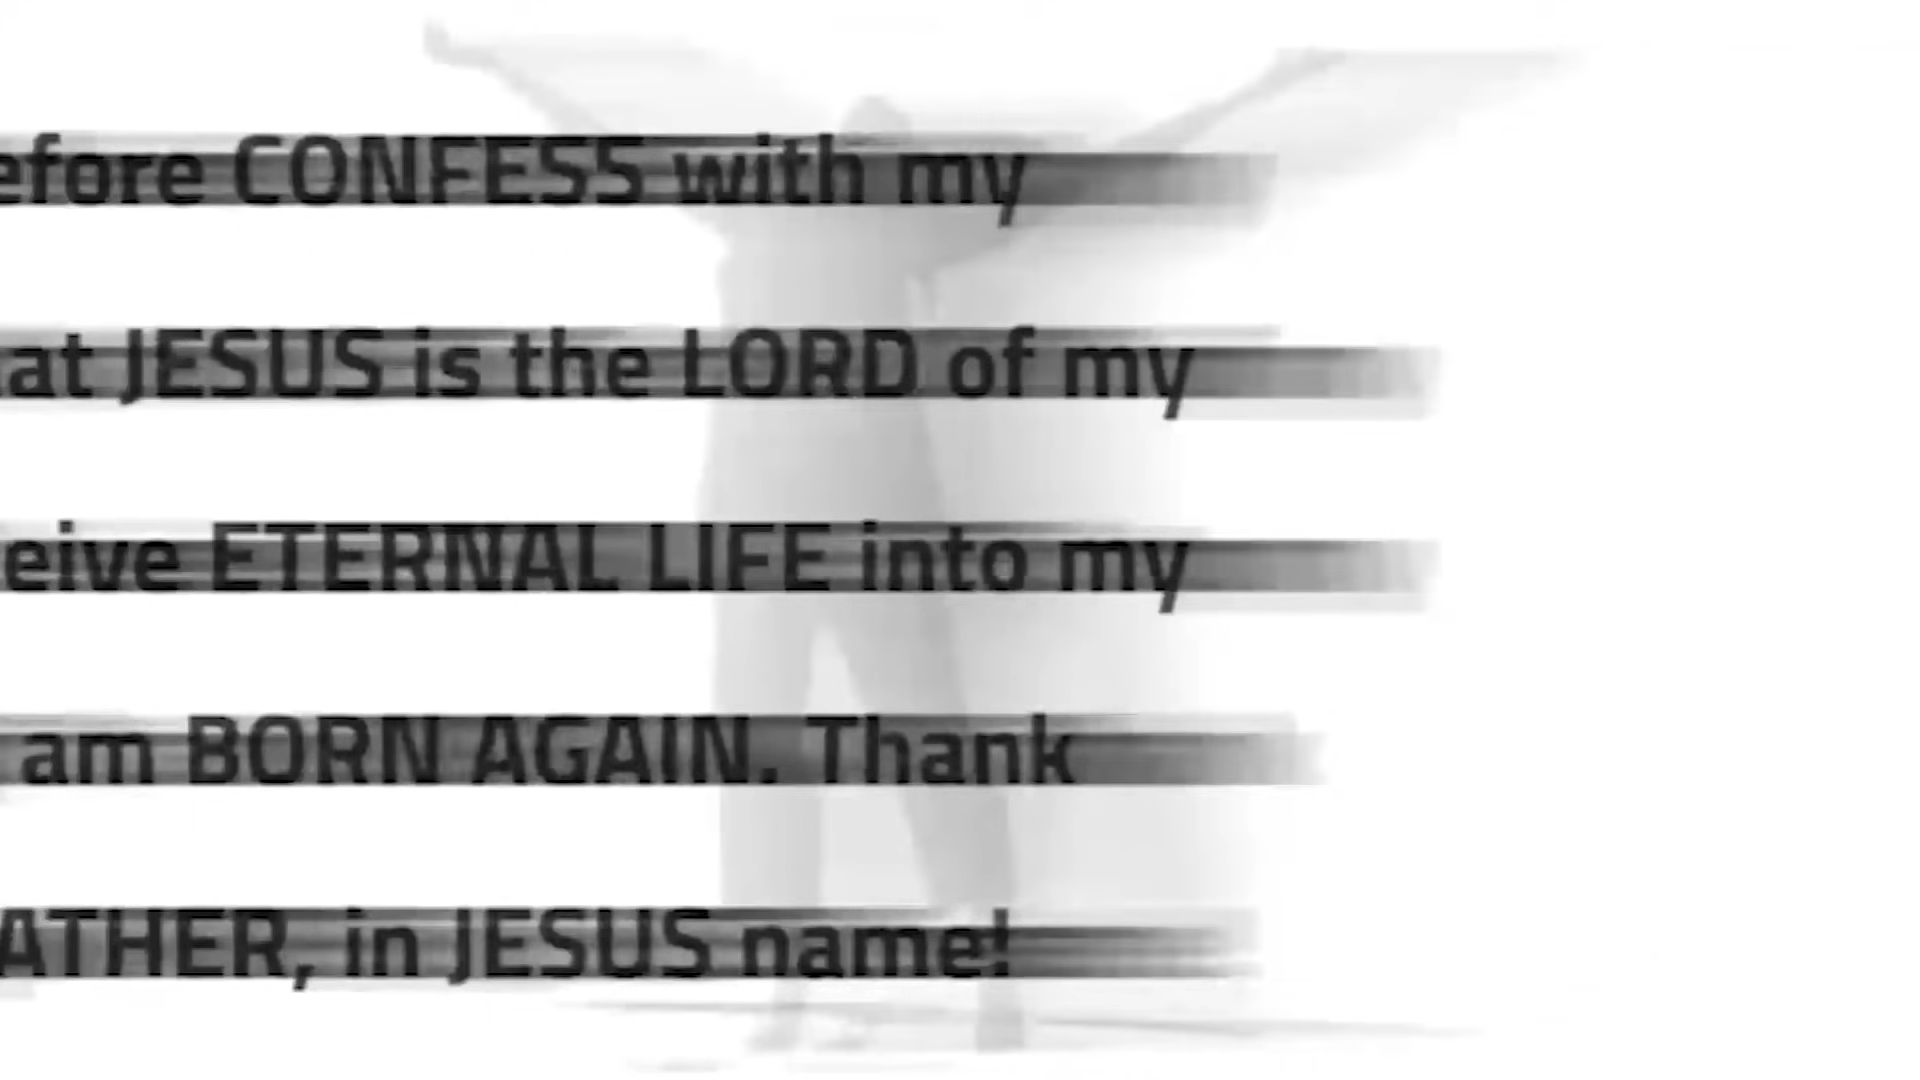 efore CONFESS with my
at JESUS is the LORD of my
eive ETERNAL LIFE into my
am BORN AGAIN. Thank
ATHER, in JESUS name!